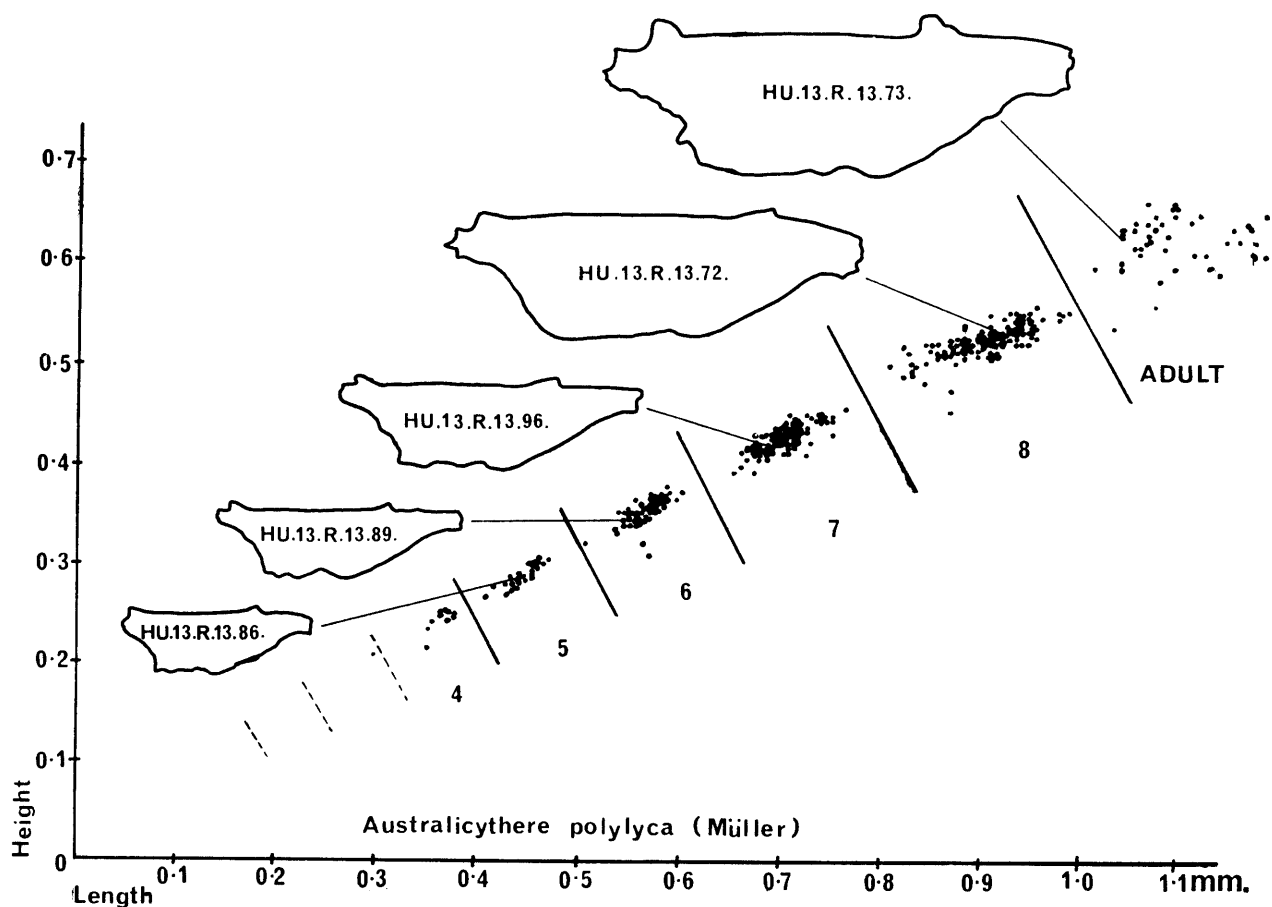 HU.13.R.13.73.
0·7
HU.13.R.13.72.
0·6
0·5
ADULT
HU.13.R.13.96.
8
0·4
HU.13.R.13.89.
7
0·3
6
HU.13.R.13.86.
5
0·2
4
0·1
Height
Australicythere polylyca (Müller)
0
0·1 0·2 0·3 0·4 0·5 0·6 0·7 0·8 0·9 1·0 1·1mm.
Length